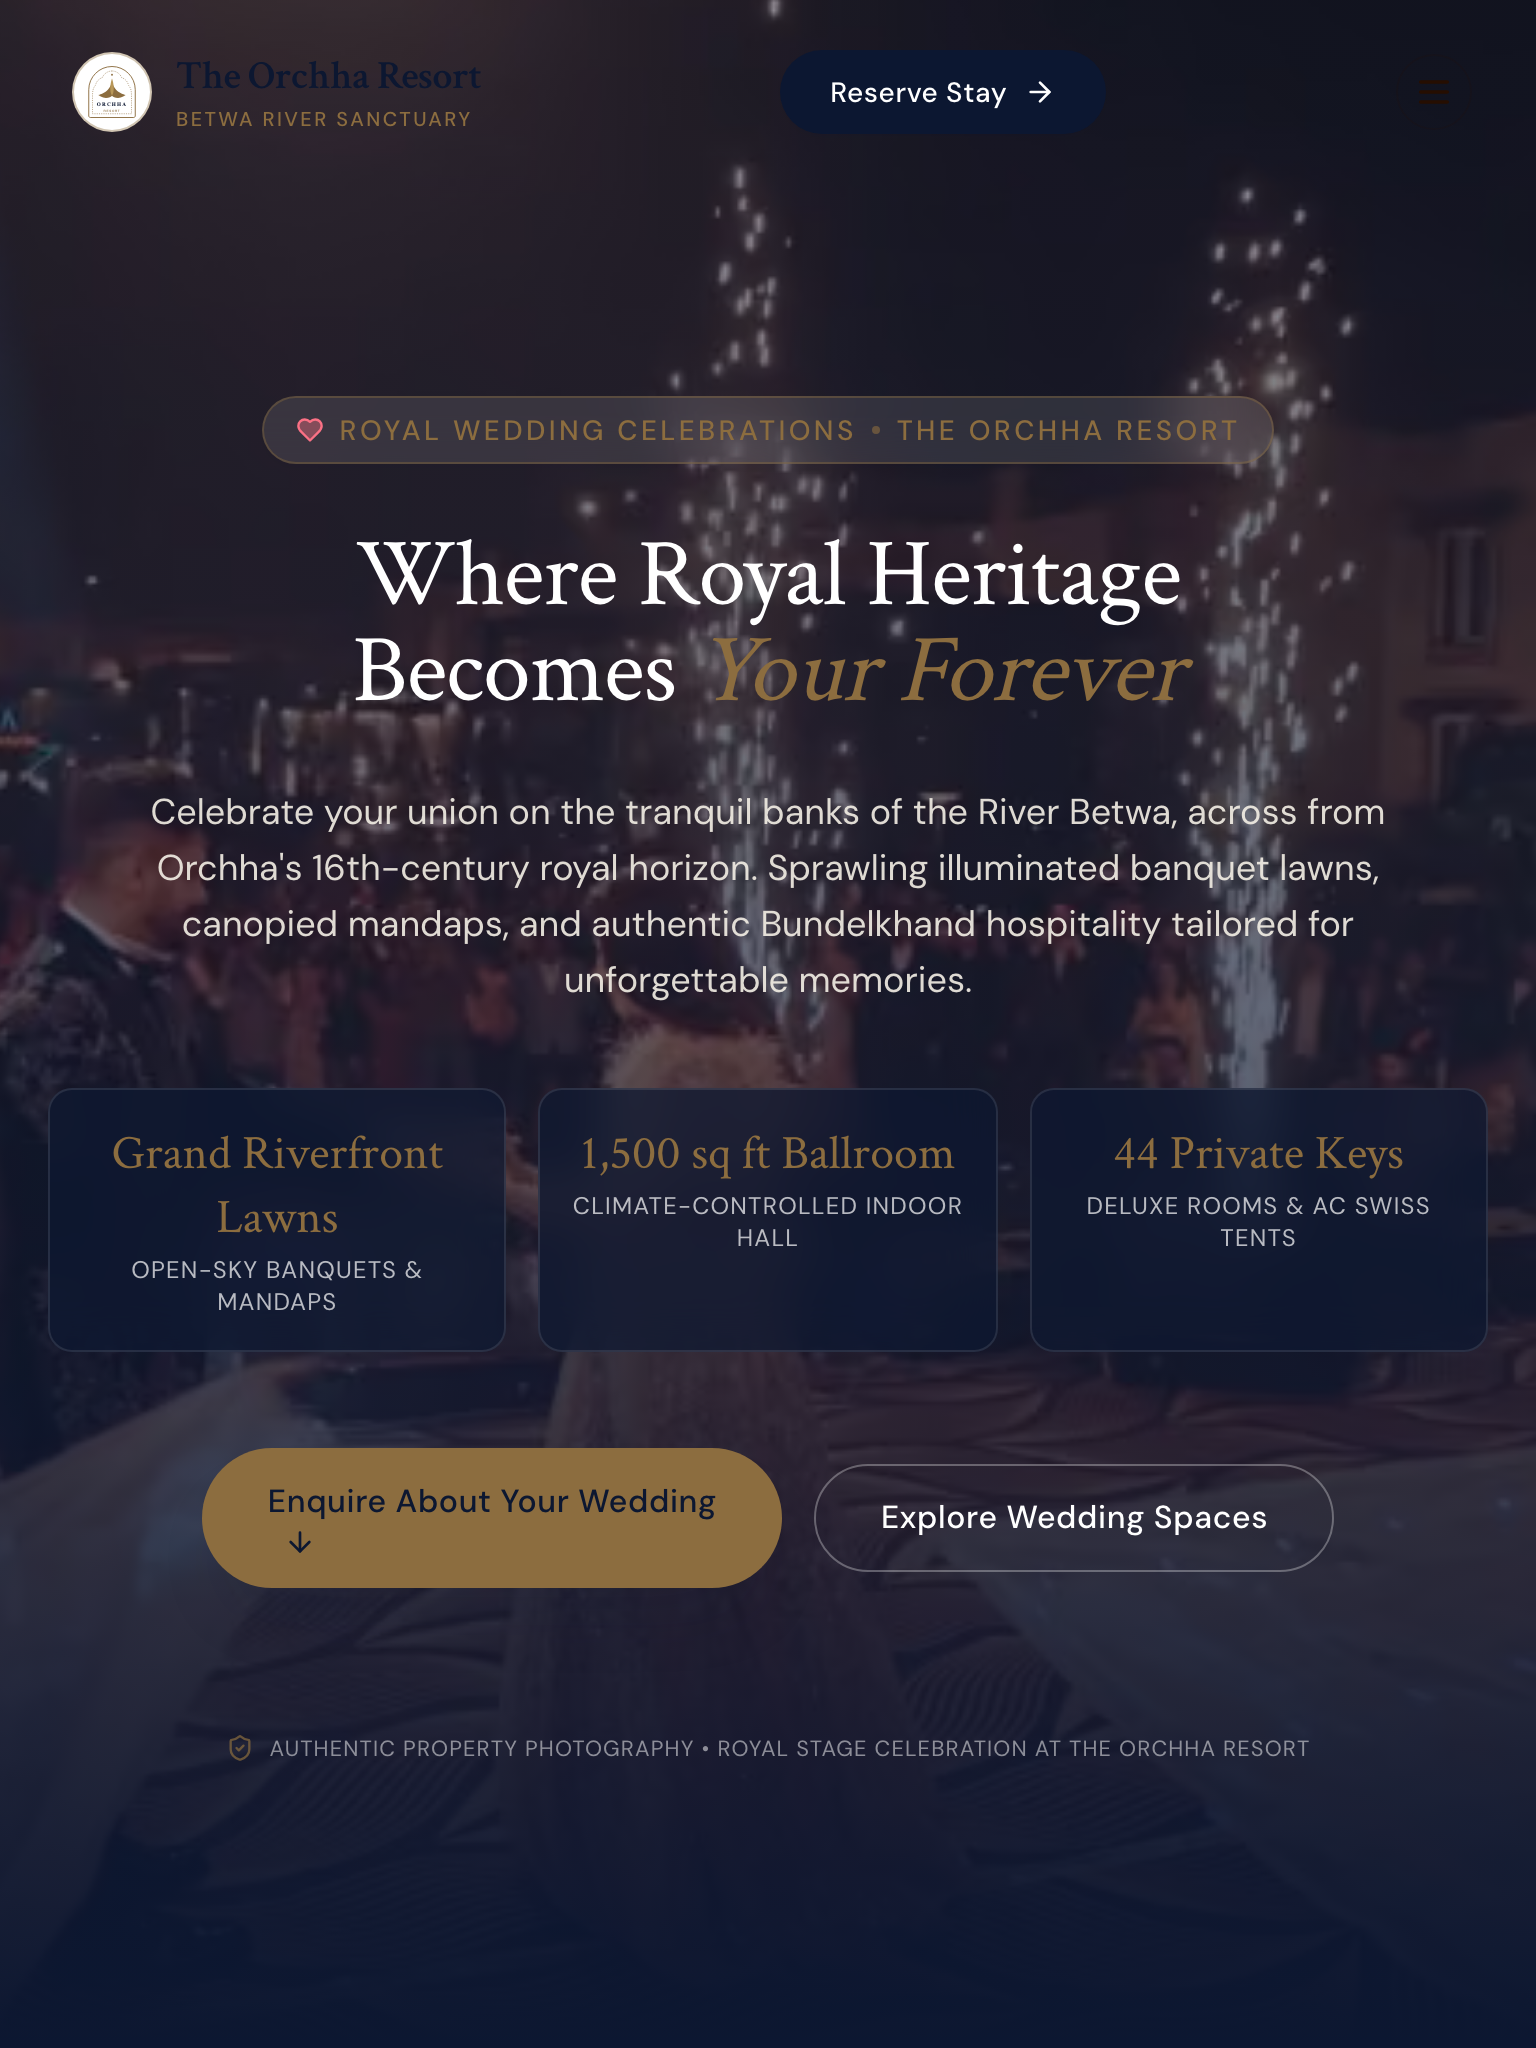 ORCHHA
RESORT
The Orchha Resort
BETWA RIVER SANCTUARY
Reserve Stay →
ROYAL WEDDING CELEBRATIONS • THE ORCHHA RESORT
Where Royal Heritage
Becomes Your Forever
Celebrate your union on the tranquil banks of the River Betwa, across from
Orchha's 16th-century royal horizon. Sprawling illuminated banquet lawns,
canopied mandaps, and authentic Bundelkhand hospitality tailored for
unforgettable memories.
Grand Riverfront
Lawns
OPEN-SKY BANQUETS &
MANDAPS
1,500 sq ft Ballroom
CLIMATE-CONTROLLED INDOOR
HALL
44 Private Keys
DELUXE ROOMS & AC SWISS
TENTS
Enquire About Your Wedding
↓
Explore Wedding Spaces
AUTHENTIC PROPERTY PHOTOGRAPHY • ROYAL STAGE CELEBRATION AT THE ORCHHA RESORT